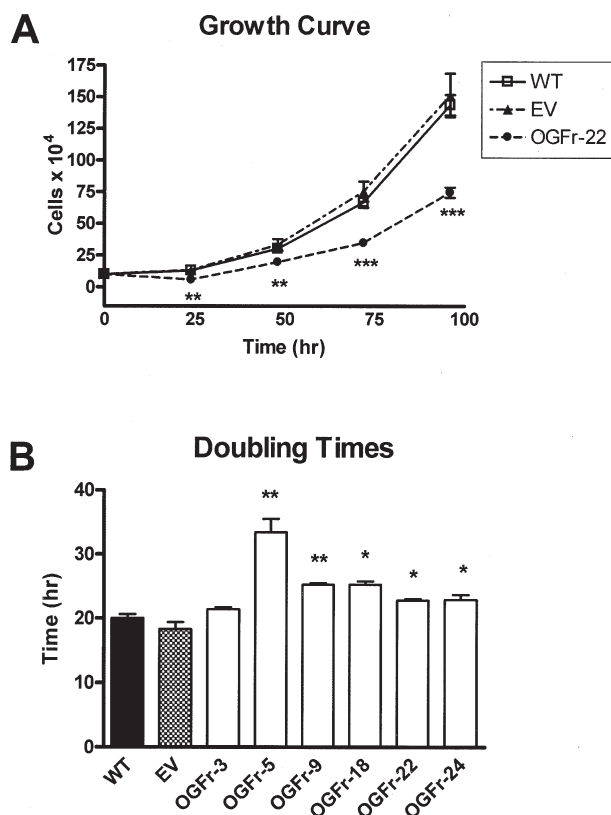 A
Growth Curve
WT
EV
OGFr-22
175
150
125
100
75
50
25
0
Cells x 10⁴
**
**
***
***
0
25
50
75
100
Time (hr)
B
Doubling Times
40
30
20
10
0
Time (hr)
**
**
*
*
*
WT
EV
OGFr-3
OGFr-5
OGFr-9
OGFr-18
OGFr-22
OGFr-24